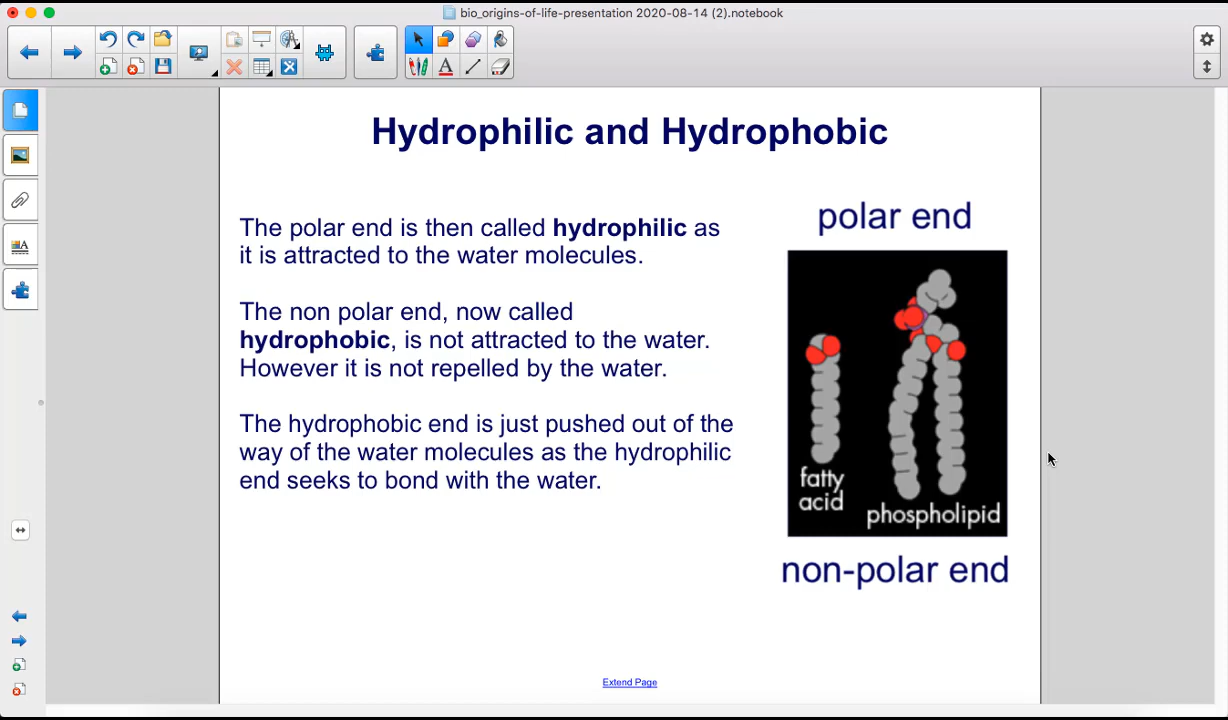 bio_origins-of-life-presentation 2020-08-14 (2).notebook
Hydrophilic and Hydrophobic
The polar end is then called hydrophilic as
it is attracted to the water molecules.
The non polar end, now called
hydrophobic, is not attracted to the water.
However it is not repelled by the water.
The hydrophobic end is just pushed out of the
way of the water molecules as the hydrophilic
end seeks to bond with the water.
polar end
fatty
acid
phospholipid
non-polar end
Extend Page